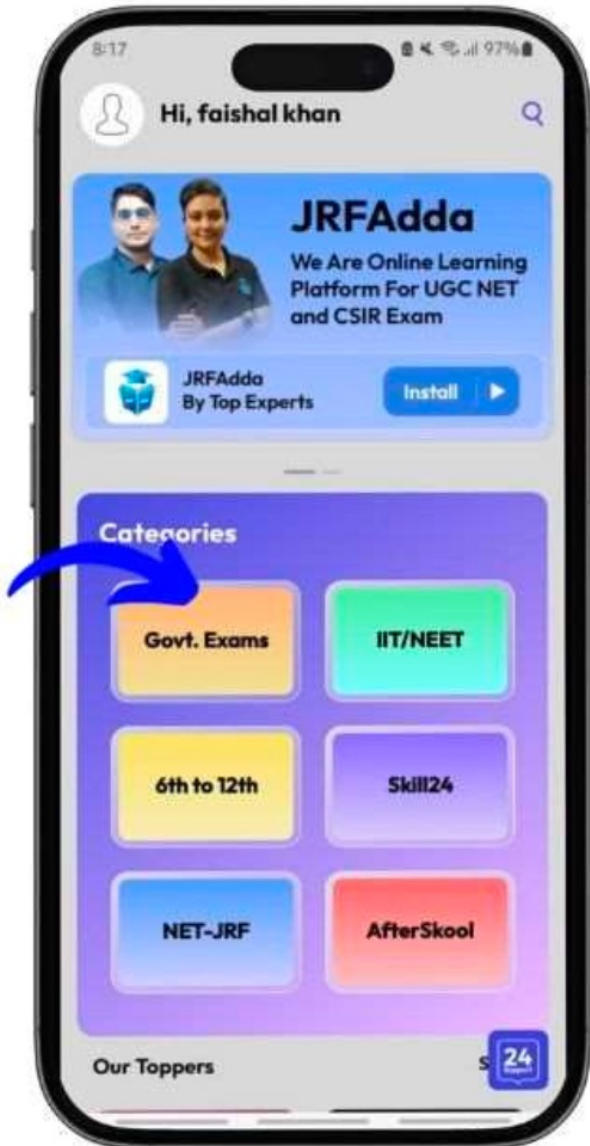 8:17
97%
Hi, faishal khan
JRFAdda
We Are Online Learning
Platform For UGC NET
and CSIR Exam
JRFAdda
By Top Experts
Install
Categories
Govt. Exams
IIT/NEET
6th to 12th
Skill24
NET-JRF
AfterSkool
Our Toppers
S
24
Support